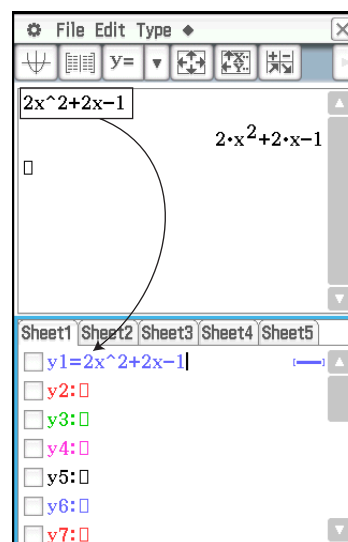 File Edit Type ◆
Y=
2x^2+2x−1
2·x²+2·x−1
Sheet1 Sheet2 Sheet3 Sheet4 Sheet5
y1=2x^2+2x−1
y2:▯
y3:▯
y4:▯
y5:▯
y6:▯
y7:▯